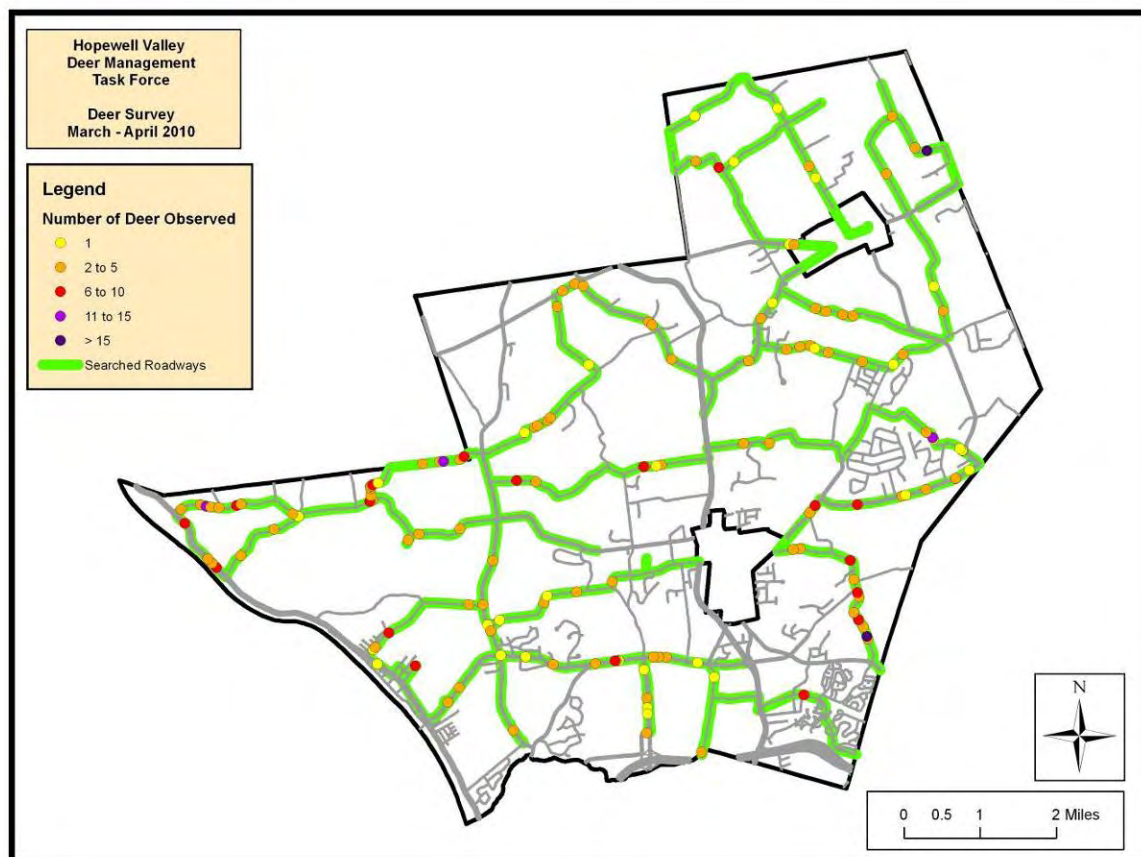 Hopewell Valley
Deer Management
Task Force
Deer Survey
March - April 2010
Legend
Number of Deer Observed
1
2 to 5
6 to 10
11 to 15
> 15
Searched Roadways
N
0 0.5 1 2 Miles